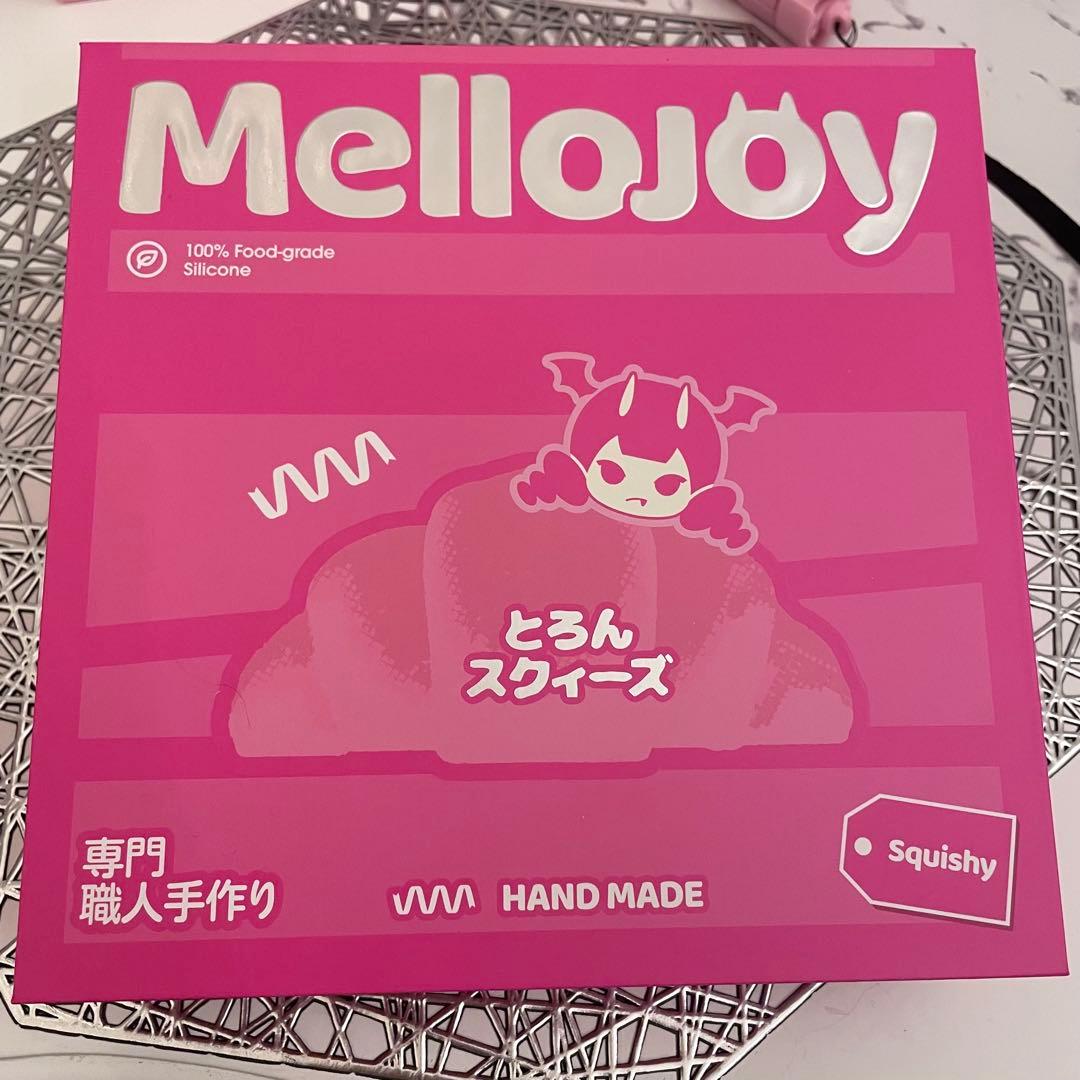 Mellojoy
100% Food-grade
Silicone
とろん
スクィーズ
専門
職人手作り
HAND MADE
Squishy